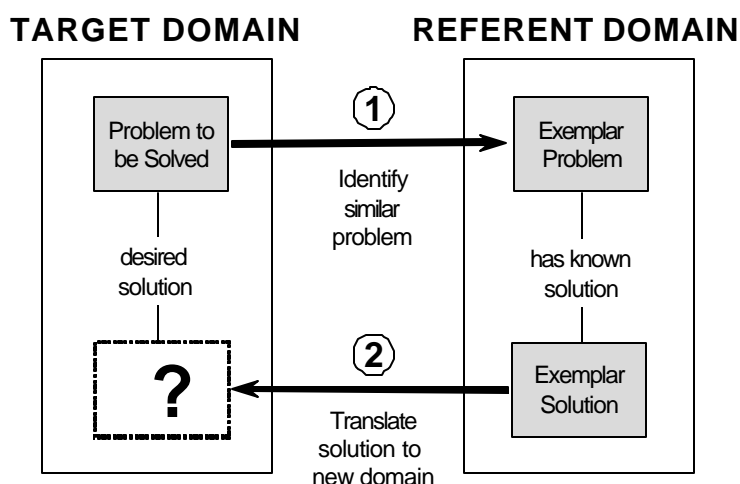 TARGET DOMAIN
REFERENT DOMAIN
Problem to
be Solved
1
Identify
similar
problem
Exemplar
Problem
desired
solution
has known
solution
?
2
Translate
solution to
new domain
Exemplar
Solution